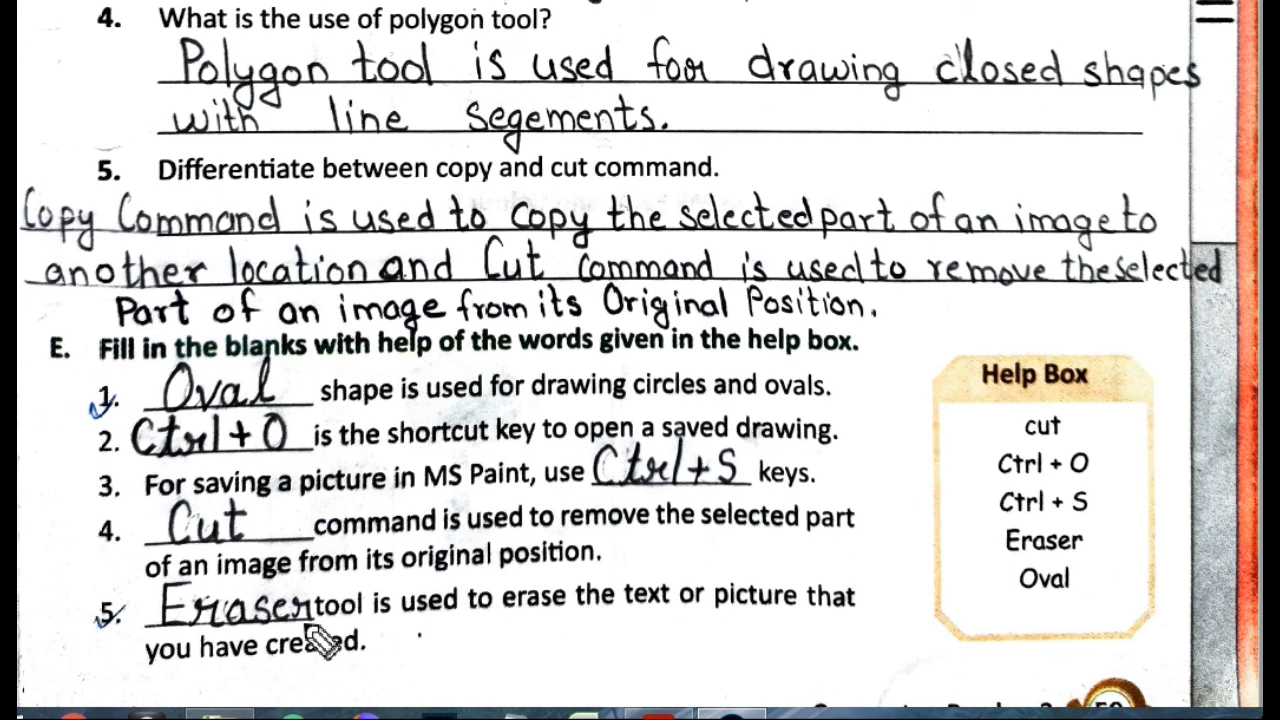 4. What is the use of polygon tool?
Polygon tool is used for drawing closed shapes
with line segements.
5. Differentiate between copy and cut command.
Copy Command is used to copy the selected part of an image to
another location and Cut command is used to remove the selected
Part of an image from its Original Position.
E. Fill in the blanks with help of the words given in the help box.
1. Oval shape is used for drawing circles and ovals.
2. Ctrl + O is the shortcut key to open a saved drawing.
3. For saving a picture in MS Paint, use Ctrl + S keys.
4. Cut command is used to remove the selected part
of an image from its original position.
5. Eraser tool is used to erase the text or picture that
you have
Help Box
cut
Ctrl + O
Ctrl + S
Eraser
Oval